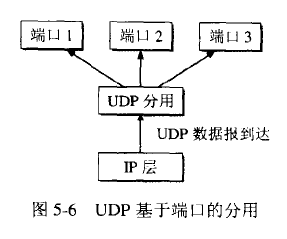 端口 1 端口 2 端口 3
UDP 分用
UDP 数据报到达
IP 层
图 5-6 UDP 基于端口的分用